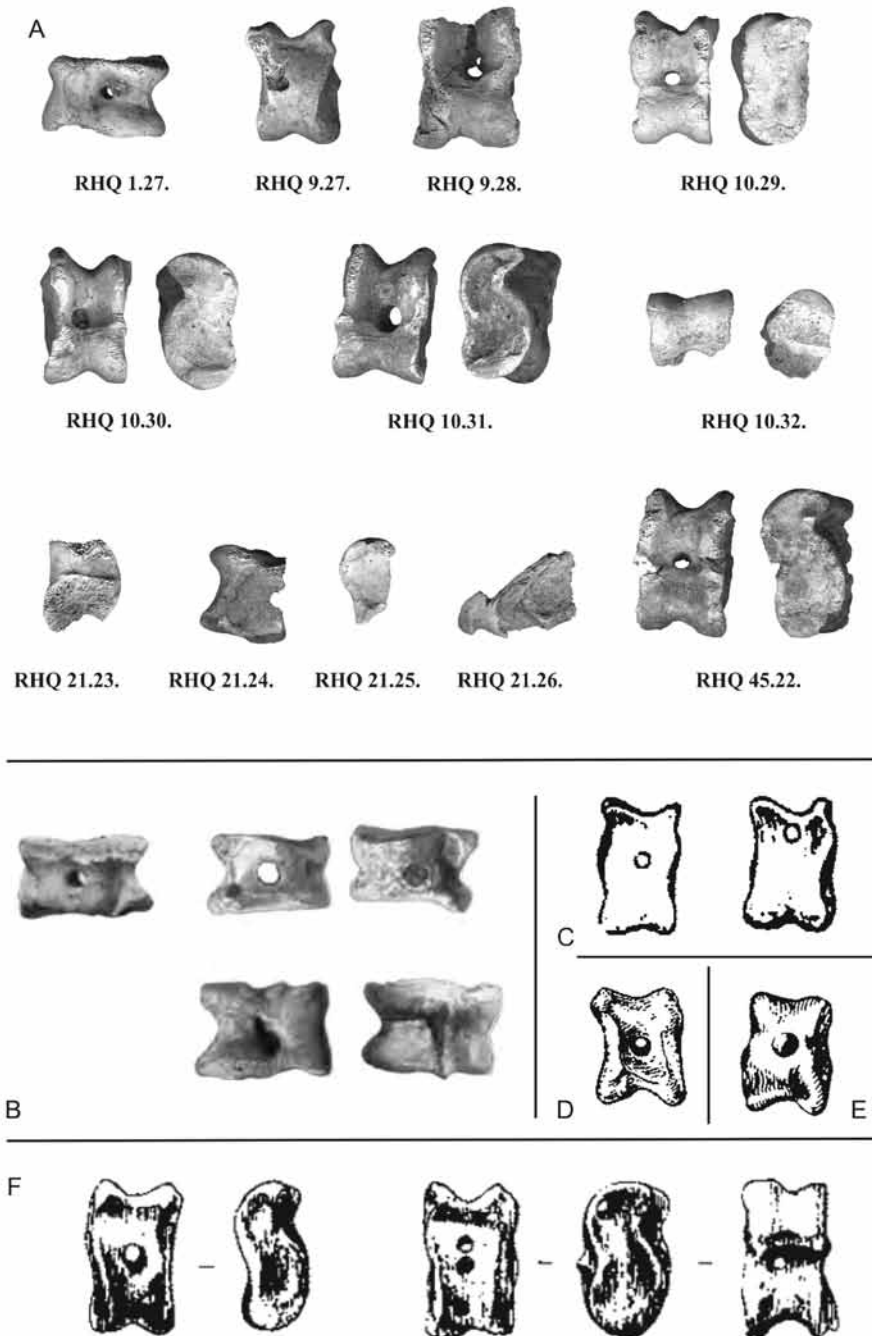 A
RHQ 1.27. RHQ 9.27. RHQ 9.28. RHQ 10.29.
RHQ 10.30. RHQ 10.31. RHQ 10.32.
RHQ 21.23. RHQ 21.24. RHQ 21.25. RHQ 21.26. RHQ 45.22.
B
C
D
E
F